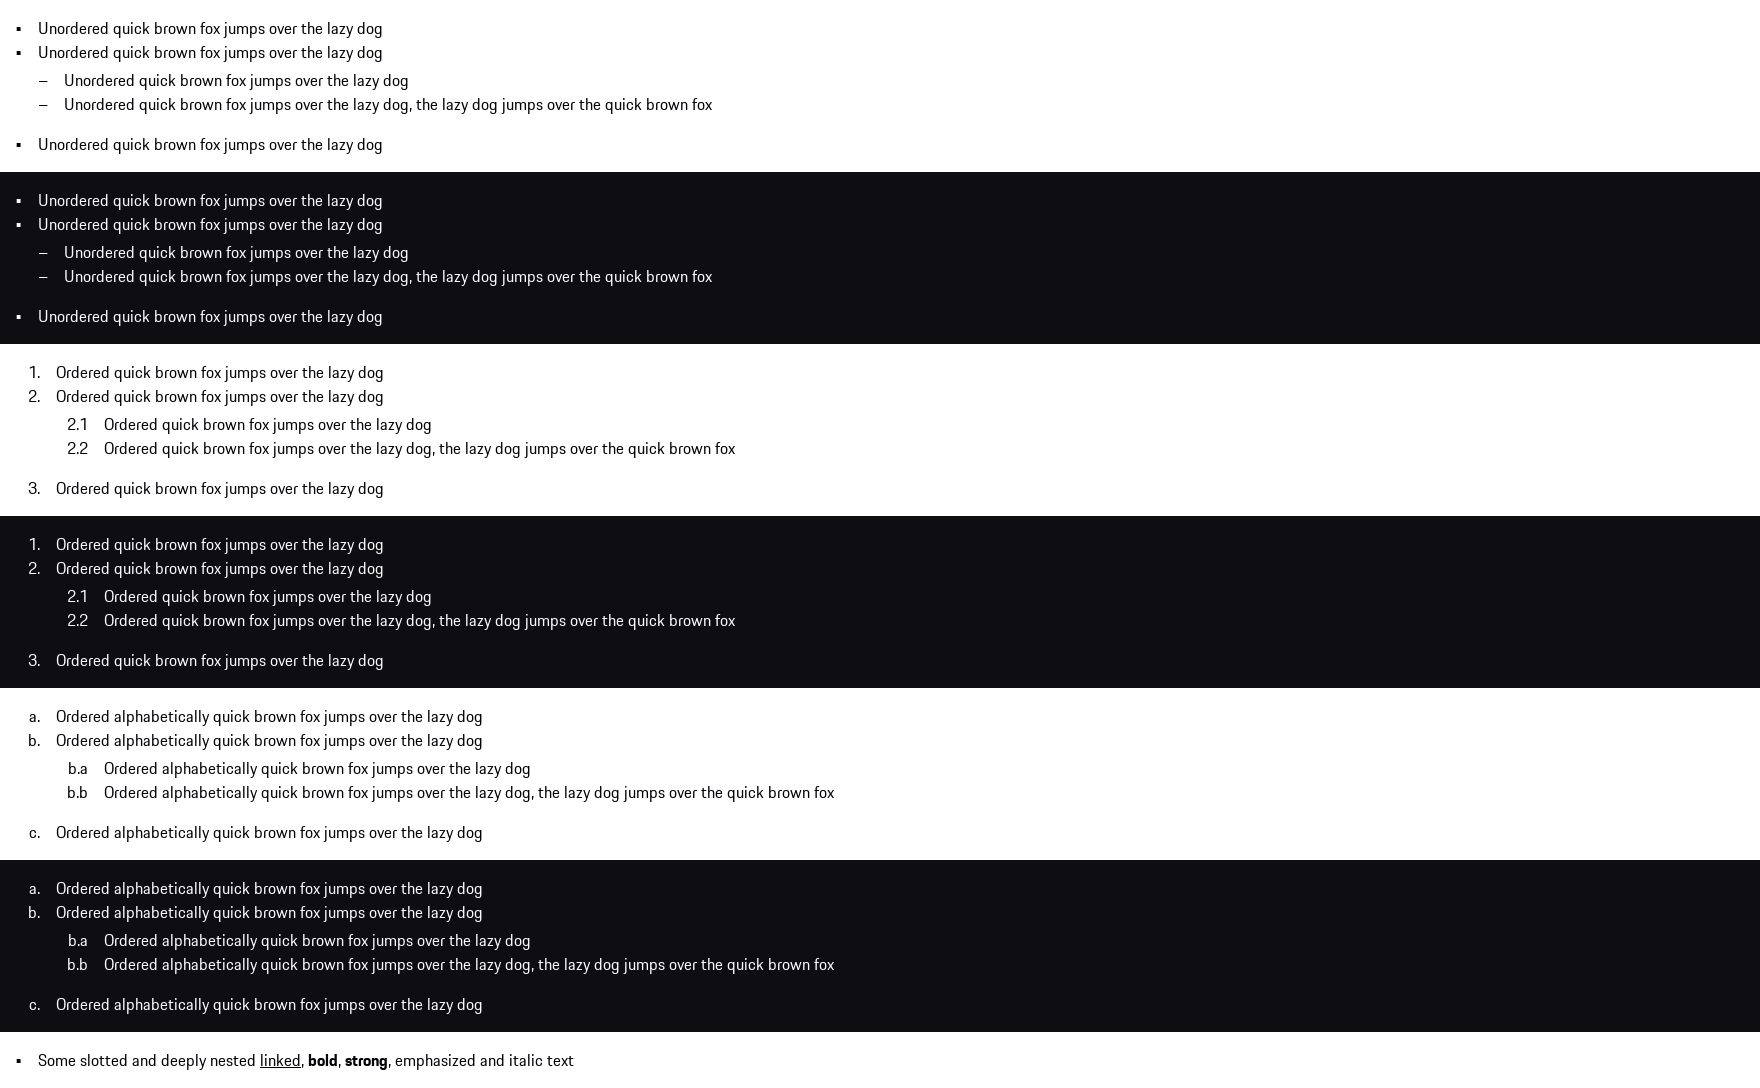 ▪ Unordered quick brown fox jumps over the lazy dog
▪ Unordered quick brown fox jumps over the lazy dog
– Unordered quick brown fox jumps over the lazy dog
– Unordered quick brown fox jumps over the lazy dog, the lazy dog jumps over the quick brown fox
▪ Unordered quick brown fox jumps over the lazy dog
▪ Unordered quick brown fox jumps over the lazy dog
▪ Unordered quick brown fox jumps over the lazy dog
– Unordered quick brown fox jumps over the lazy dog
– Unordered quick brown fox jumps over the lazy dog, the lazy dog jumps over the quick brown fox
▪ Unordered quick brown fox jumps over the lazy dog
1. Ordered quick brown fox jumps over the lazy dog
2. Ordered quick brown fox jumps over the lazy dog
2.1 Ordered quick brown fox jumps over the lazy dog
2.2 Ordered quick brown fox jumps over the lazy dog, the lazy dog jumps over the quick brown fox
3. Ordered quick brown fox jumps over the lazy dog
1. Ordered quick brown fox jumps over the lazy dog
2. Ordered quick brown fox jumps over the lazy dog
2.1 Ordered quick brown fox jumps over the lazy dog
2.2 Ordered quick brown fox jumps over the lazy dog, the lazy dog jumps over the quick brown fox
3. Ordered quick brown fox jumps over the lazy dog
a. Ordered alphabetically quick brown fox jumps over the lazy dog
b. Ordered alphabetically quick brown fox jumps over the lazy dog
b.a Ordered alphabetically quick brown fox jumps over the lazy dog
b.b Ordered alphabetically quick brown fox jumps over the lazy dog, the lazy dog jumps over the quick brown fox
c. Ordered alphabetically quick brown fox jumps over the lazy dog
a. Ordered alphabetically quick brown fox jumps over the lazy dog
b. Ordered alphabetically quick brown fox jumps over the lazy dog
b.a Ordered alphabetically quick brown fox jumps over the lazy dog
b.b Ordered alphabetically quick brown fox jumps over the lazy dog, the lazy dog jumps over the quick brown fox
c. Ordered alphabetically quick brown fox jumps over the lazy dog
▪ Some slotted and deeply nested linked, bold, strong, emphasized and italic text